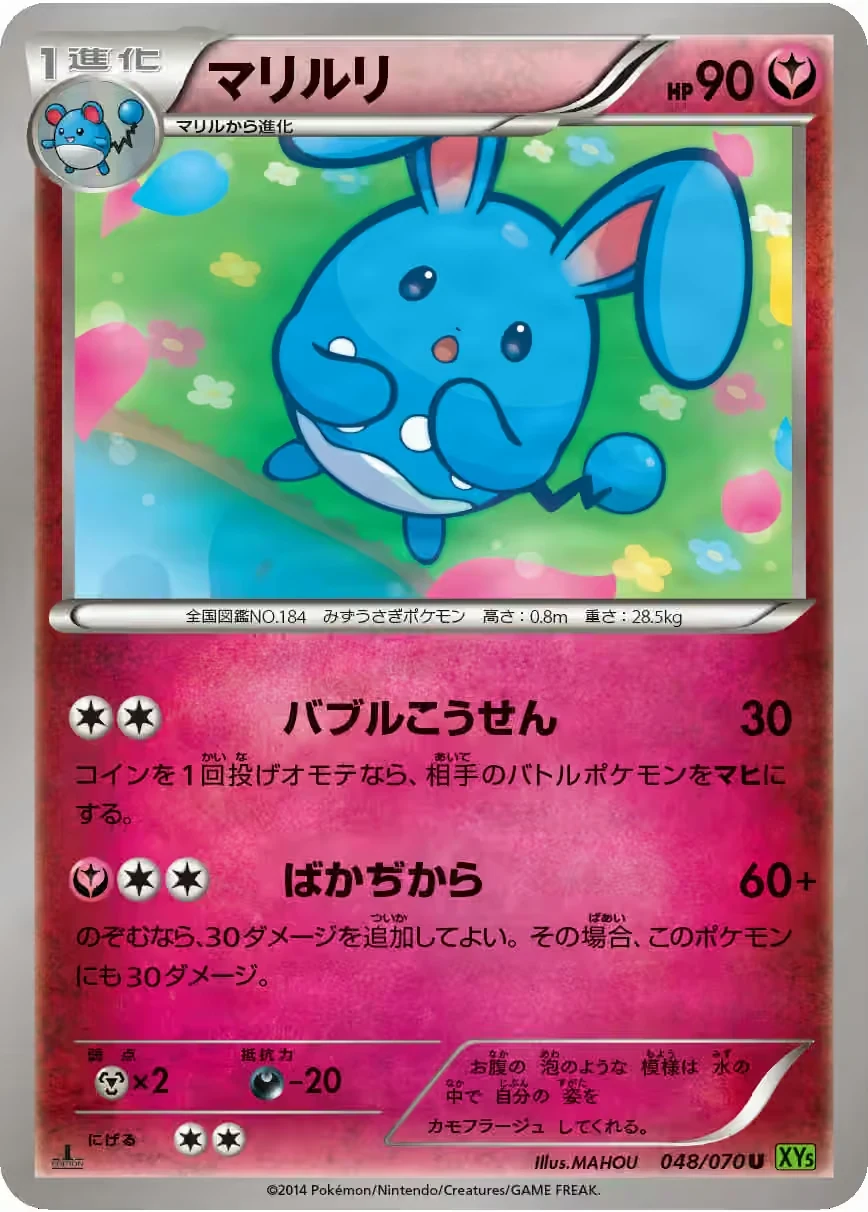 1進化
マリルリ
HP90
マリルから進化
全国図鑑NO.184 みずうさぎポケモン 高さ:0.8m 重さ:28.5kg
バブルこうせん 30
コインを1回投げオモテなら、相手のバトルポケモンをマヒに
する。
ばかぢから 60+
のぞむなら、30ダメージを追加してよい。その場合、このポケモン
にも30ダメージ。
弱点 抵抗力
×2 -20
お腹の 泡のような 模様は 水の
中で 自分の 姿を
カモフラージュ してくれる。
にげる
1 EDITION
Illus.MAHOU 048/070 U XY5
©2014 Pokémon/Nintendo/Creatures/GAME FREAK.